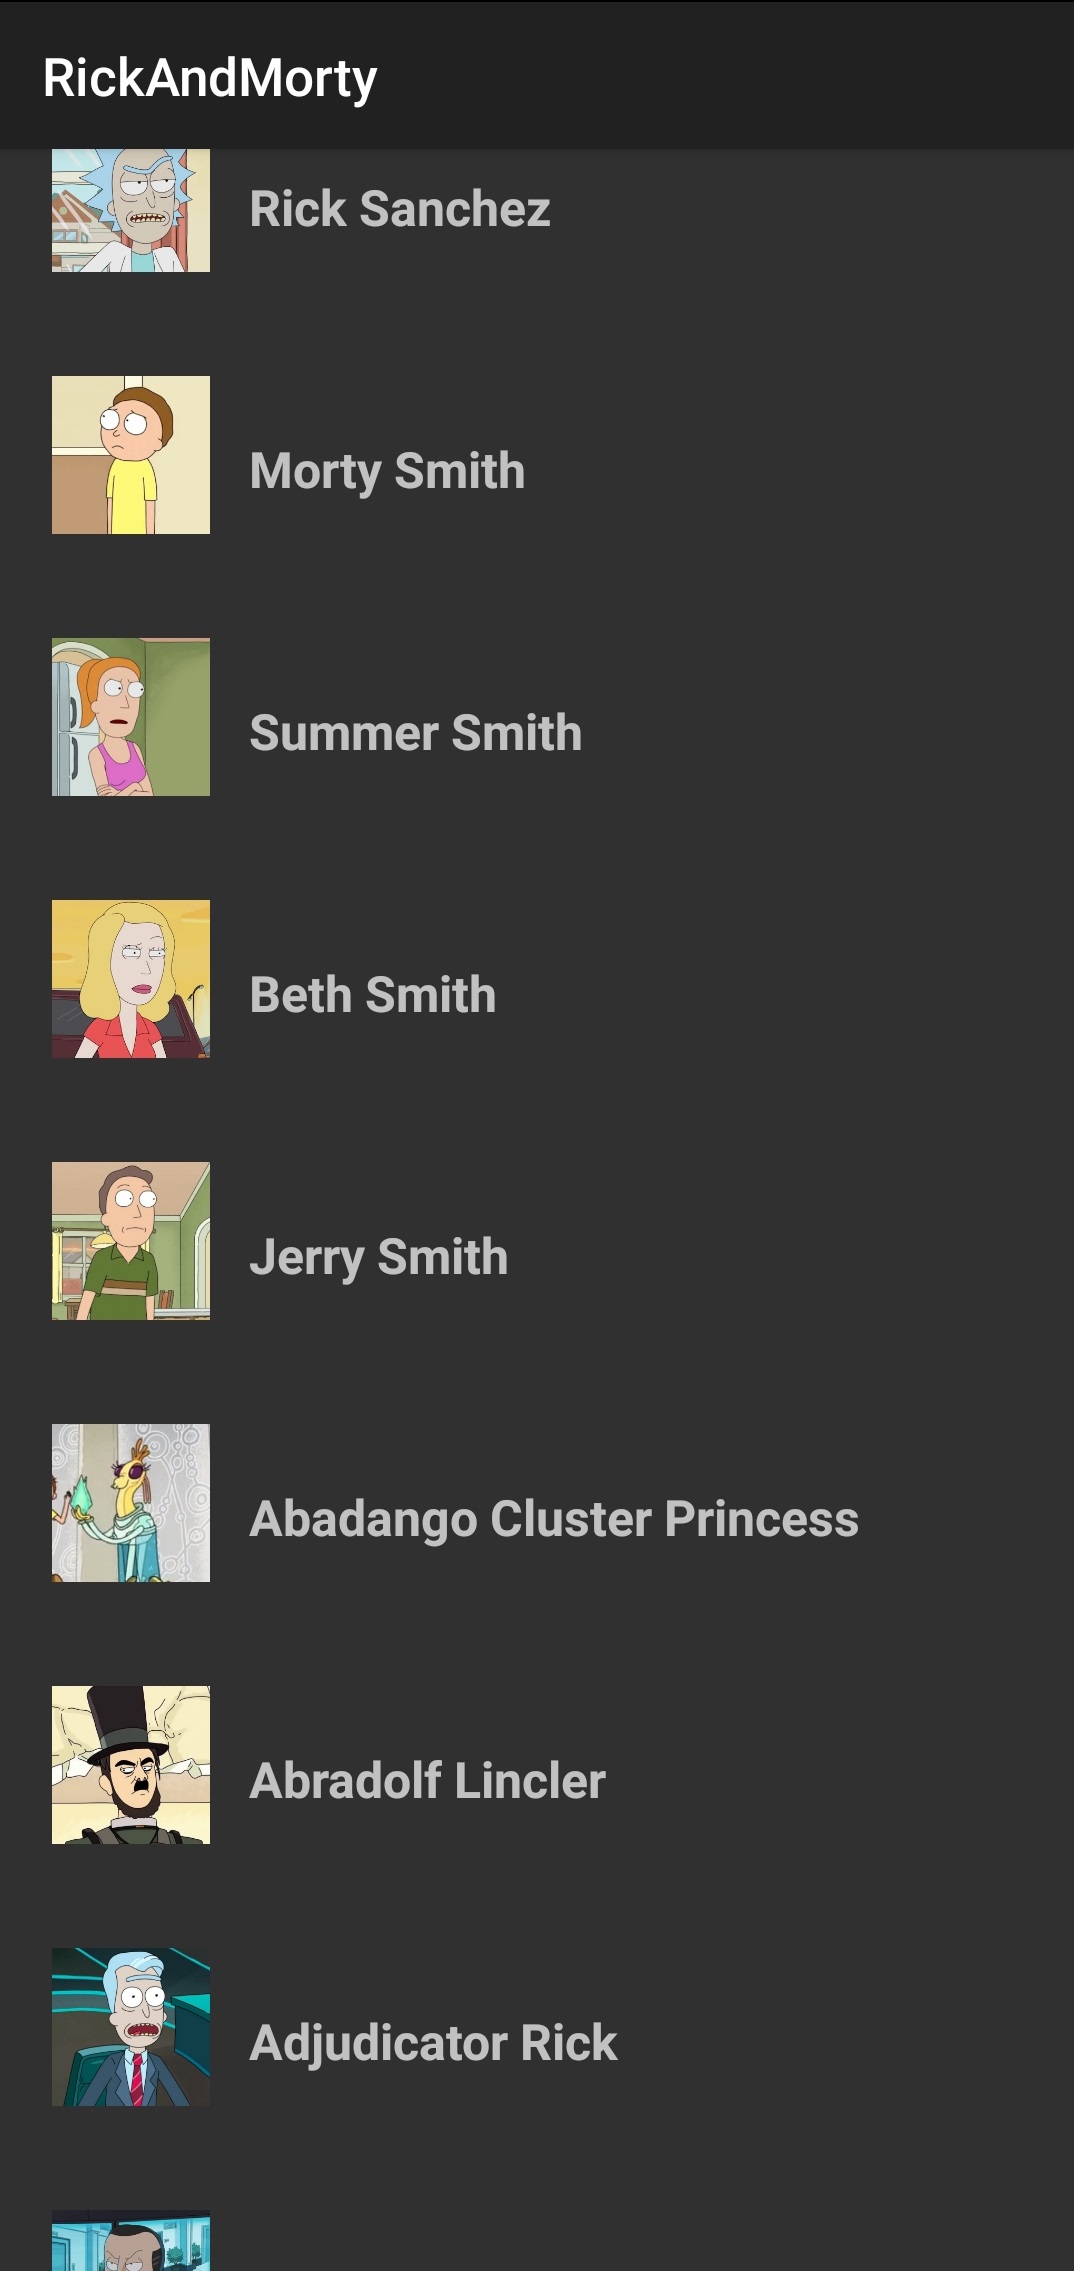 RickAndMorty
Rick Sanchez
Morty Smith
Summer Smith
Beth Smith
Jerry Smith
Abadango Cluster Princess
Abradolf Lincler
Adjudicator Rick